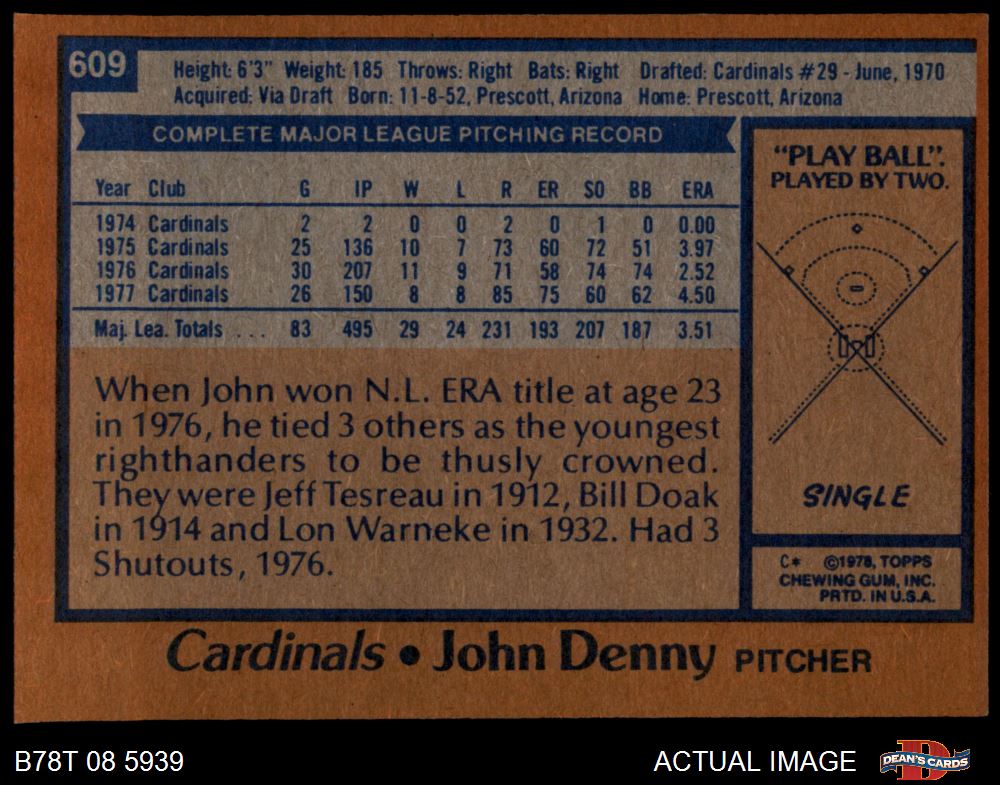 609
Height: 6'3" Weight: 185 Throws: Right Bats: Right Drafted: Cardinals #29 - June, 1970
Acquired: Via Draft Born: 11-8-52, Prescott, Arizona Home: Prescott, Arizona
COMPLETE MAJOR LEAGUE PITCHING RECORD
Year Club G IP W L R ER SO BB ERA
1974 Cardinals 2 2 0 0 2 0 1 0 0.00
1975 Cardinals 25 136 10 7 73 60 72 51 3.97
1976 Cardinals 30 207 11 9 71 58 74 74 2.52
1977 Cardinals 26 150 8 8 85 75 60 62 4.50
Maj. Lea. Totals . . . 83 495 29 24 231 193 207 187 3.51
When John won N.L. ERA title at age 23
in 1976, he tied 3 others as the youngest
righthanders to be thusly crowned.
They were Jeff Tesreau in 1912, Bill Doak
in 1914 and Lon Warneke in 1932. Had 3
Shutouts, 1976.
"PLAY BALL".
PLAYED BY TWO.
SINGLE
C* ©1978, TOPPS
CHEWING GUM, INC.
PRTD. IN U.S.A.
Cardinals • John Denny PITCHER
B78T 08 5939
ACTUAL IMAGE
DEAN'S CARDS